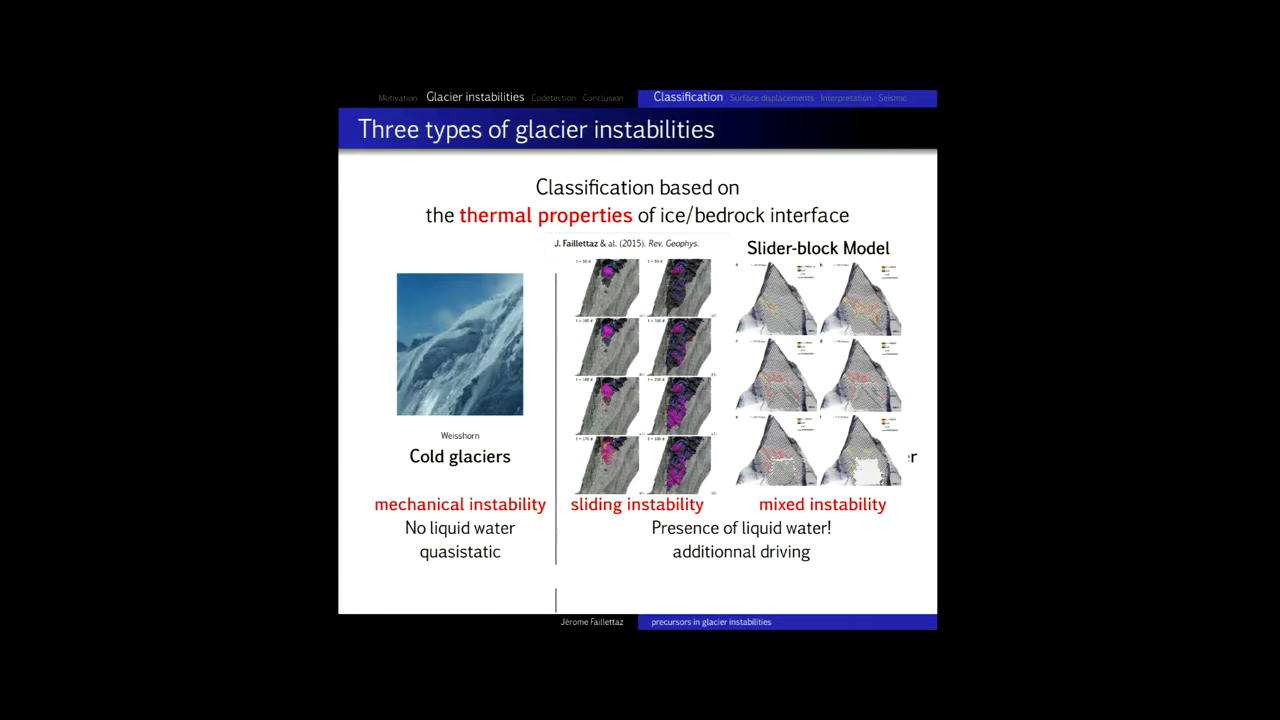 Motivation Glacier instabilities Codetection Conclusion
Classification Surface displacements Interpretation Seismic
Three types of glacier instabilities
Classification based on
the thermal properties of ice/bedrock interface
J. Faillettaz & al. (2015). Rev. Geophys.
Slider-block Model
Weisshorn
Cold glaciers
er
mechanical instability
sliding instability
mixed instability
No liquid water
quasistatic
Presence of liquid water!
additionnal driving
Jérome Faillettaz
precursors in glacier instabilities